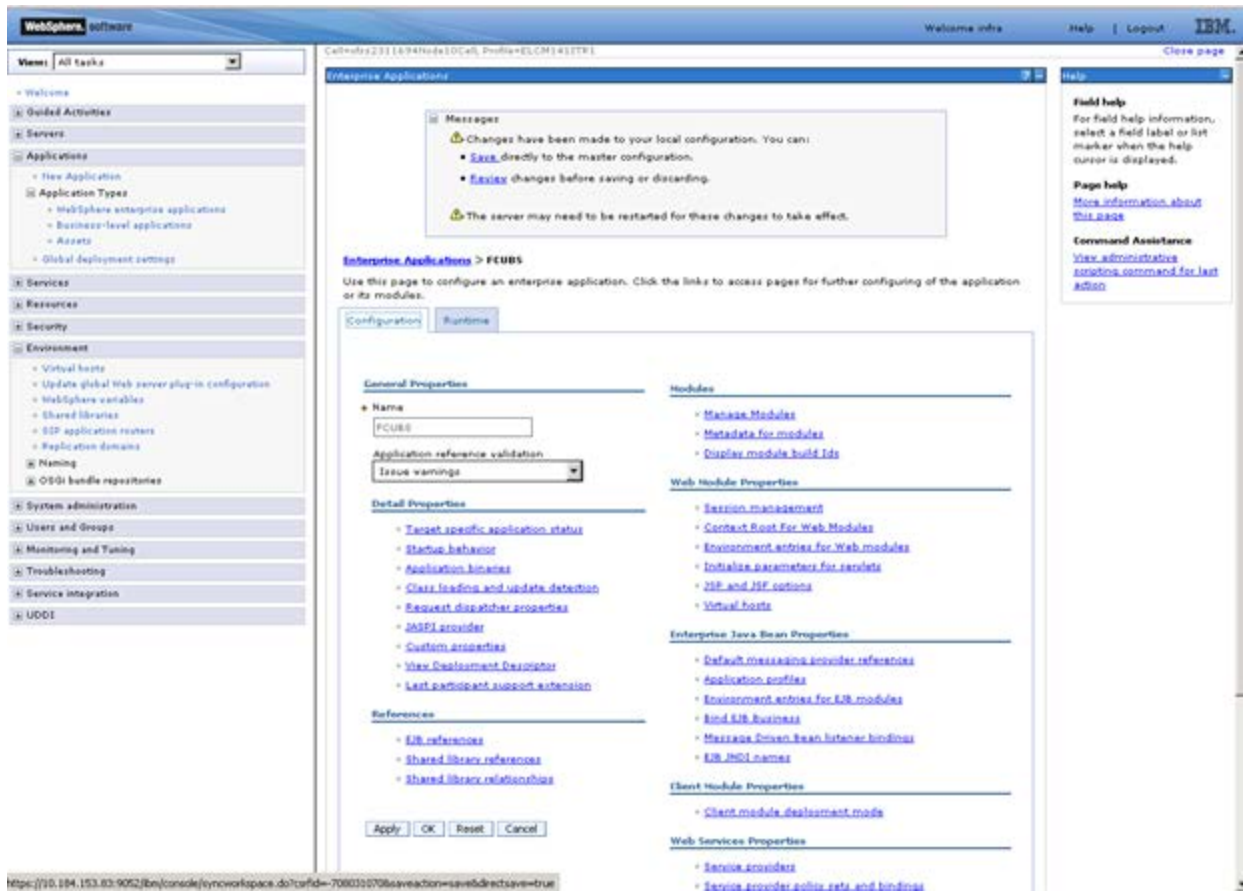 WebSphere. software
Welcome infra
Help | Logout
IBM.
View: All tasks
Close page
Welcome
Guided Activities
Servers
Applications
New Application
Application Types
WebSphere enterprise applications
Business-level applications
Assets
Global deployment settings
Services
Resources
Security
Environment
Virtual hosts
Update global Web server plug-in configuration
WebSphere variables
Shared libraries
SIP application routers
Replication domains
Naming
OSGi bundle repositories
System administration
Users and Groups
Monitoring and Tuning
Troubleshooting
Service integration
UDDI
Enterprise Applications
Messages
Changes have been made to your local configuration. You can:
Save directly to the master configuration.
Review changes before saving or discarding.
The server may need to be restarted for these changes to take effect.
Enterprise Applications > FCUBS
Use this page to configure an enterprise application. Click the links to access pages for further configuring of the application
or its modules.
Configuration
Runtime
General Properties
Name
FCUBS
Application reference validation
Issue warnings
Detail Properties
Target specific application status
Startup behavior
Application binaries
Class loading and update detection
Request dispatcher properties
JASPI provider
Custom properties
View Deployment Descriptor
Last participant support extension
References
EJB references
Shared library references
Shared library relationships
Apply OK Reset Cancel
Modules
Manage Modules
Metadata for modules
Display module build Ids
Web Module Properties
Session management
Context Root For Web Modules
Environment entries for Web modules
Initialize parameters for servlets
JSP and JSF options
Virtual hosts
Enterprise Java Bean Properties
Default messaging provider references
Application profiles
Environment entries for EJB modules
Bind EJB Business
Message Driven Bean listener bindings
EJB JNDI names
Client Module Properties
Client module deployment mode
Web Services Properties
Service providers
Service provider policy sets and bindings
Help
Field help
For field help information,
select a field label or list
marker when the help
cursor is displayed.
Page help
More information about
this page
Command Assistance
View administrative
scripting command for last
action